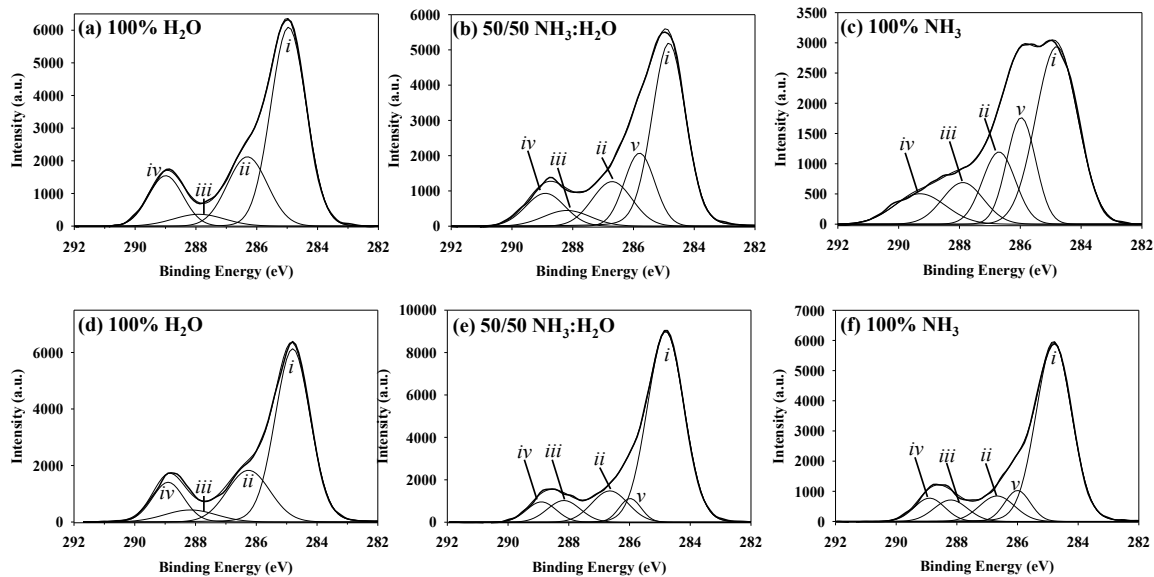 (a) 100% H₂O
(b) 50/50 NH₃:H₂O
(c) 100% NH₃
Intensity (a.u.)
7000
6000
5000
4000
3000
2000
1000
0
i
ii
iii
iv
292 290 288 286 284 282
Binding Energy (eV)
Intensity (a.u.)
6000
5000
4000
3000
2000
1000
0
i
v
ii
iii
iv
292 290 288 286 284 282
Binding Energy (eV)
Intensity (a.u.)
3500
3000
2500
2000
1500
1000
500
0
i
v
ii
iii
iv
292 290 288 286 284 282
Binding Energy (eV)
(d) 100% H₂O
(e) 50/50 NH₃:H₂O
(f) 100% NH₃
Intensity (a.u.)
6000
4000
2000
0
i
ii
iii
iv
292 290 288 286 284 282
Binding Energy (eV)
Intensity (a.u.)
10000
8000
6000
4000
2000
0
i
v
ii
iii
iv
292 290 288 286 284 282
Binding Energy (eV)
Intensity (a.u.)
7000
6000
5000
4000
3000
2000
1000
0
i
v
ii
iii
iv
292 290 288 286 284 282
Binding Energy (eV)